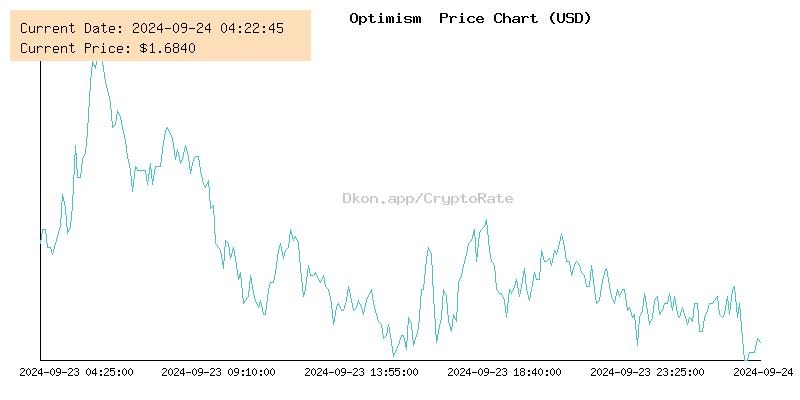 Optimism  Price Chart (USD)
Current Date: 2024-09-24 04:22:45
Current Price: $1.6840
Dkon.app/CryptoRate
2024-09-23 04:25:00 2024-09-23 09:10:00 2024-09-23 13:55:00 2024-09-23 18:40:00 2024-09-23 23:25:00 2024-09-24